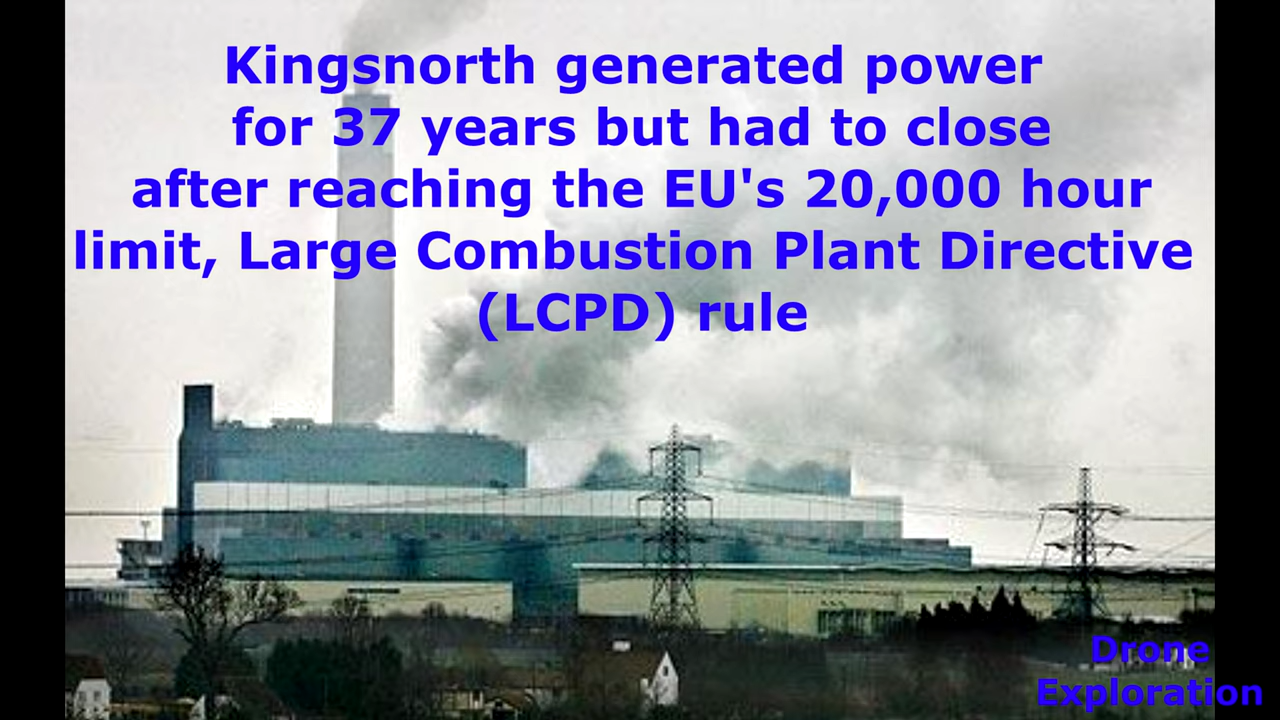 Kingsnorth generated power
for 37 years but had to close
after reaching the EU's 20,000 hour
limit, Large Combustion Plant Directive
(LCPD) rule
Drone
Exploration